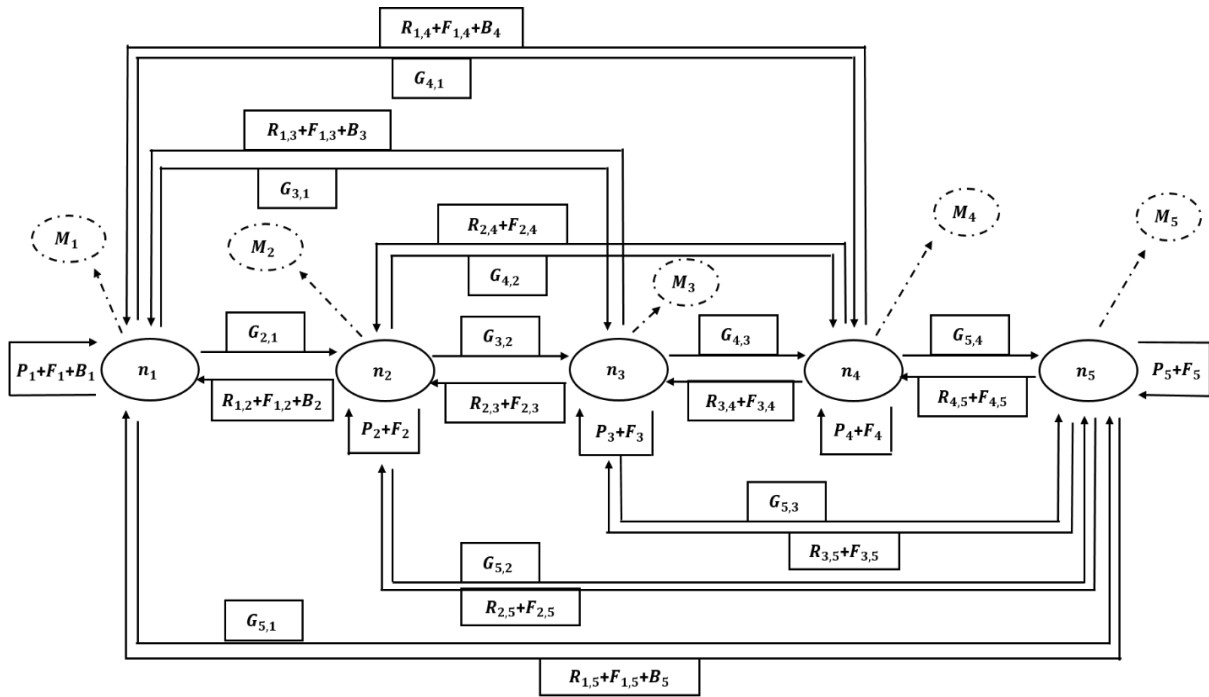 R₁,₄+F₁,₄+B₄
G₄,₁
R₁,₃+F₁,₃+B₃
G₃,₁
M₁
M₂
R₂,₄+F₂,₄
G₄,₂
M₃
M₄
M₅
P₁+F₁+B₁
n₁
G₂,₁
R₁,₂+F₁,₂+B₂
n₂
P₂+F₂
G₃,₂
R₂,₃+F₂,₃
n₃
P₃+F₃
G₄,₃
R₃,₄+F₃,₄
n₄
P₄+F₄
G₅,₄
R₄,₅+F₄,₅
n₅
P₅+F₅
G₅,₃
R₃,₅+F₃,₅
G₅,₂
R₂,₅+F₂,₅
G₅,₁
R₁,₅+F₁,₅+B₅